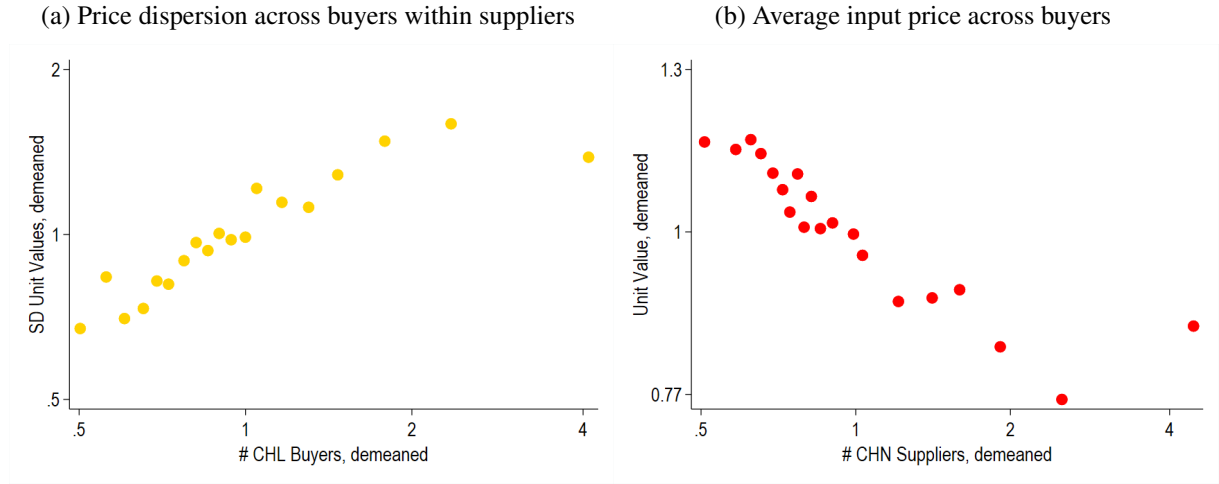 (a) Price dispersion across buyers within suppliers
2
1
.5
SD Unit Values, demeaned
.5 1 2 4
# CHL Buyers, demeaned
(b) Average input price across buyers
1.3
1
0.77
Unit Value, demeaned
.5 1 2 4
# CHN Suppliers, demeaned